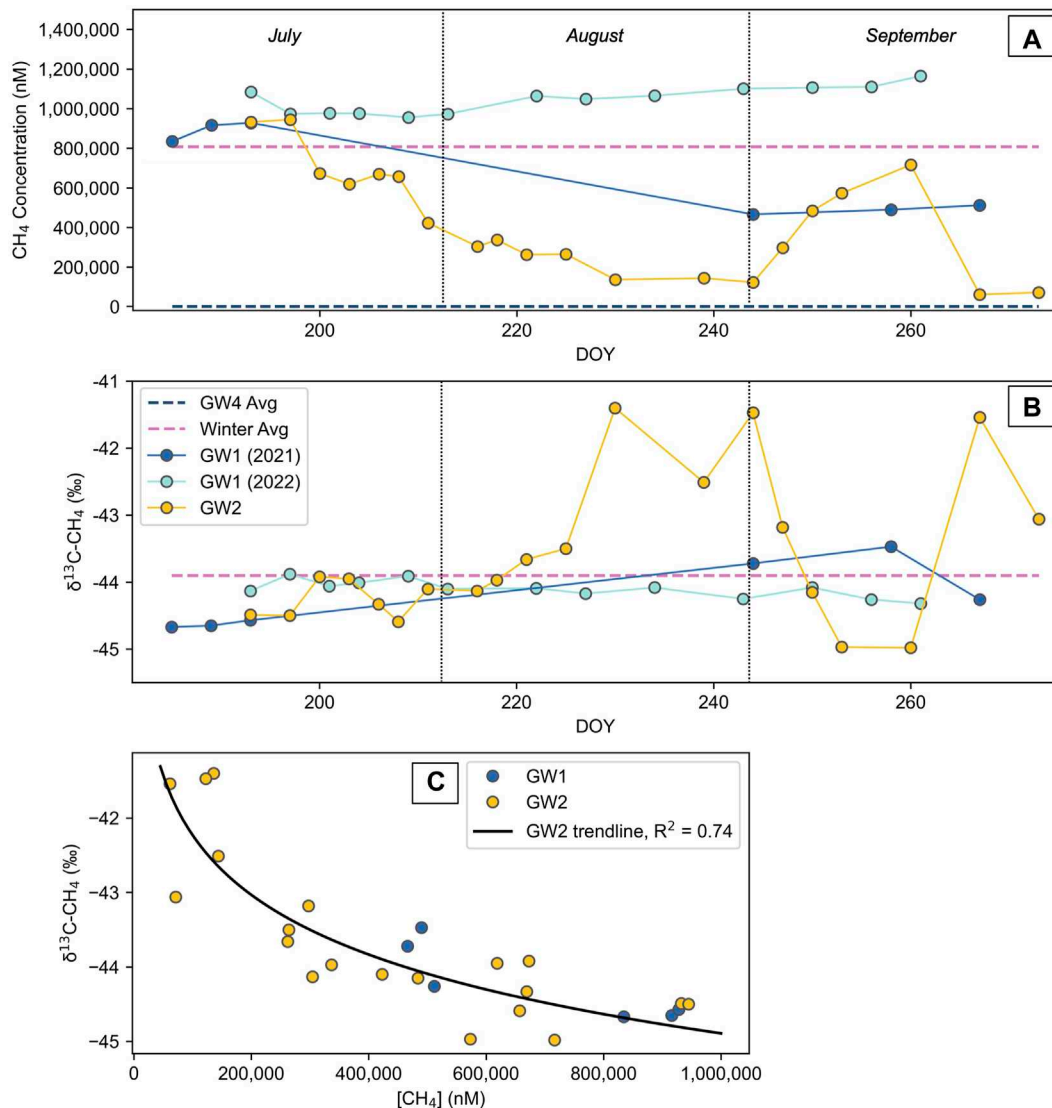 July August September A
1,400,000
1,200,000
1,000,000
800,000
600,000
400,000
200,000
0
CH4 Concentration (nM)
200 220 240 260
DOY
B
-41
-42
-43
-44
-45
δ13C-CH4 (‰)
GW4 Avg
Winter Avg
GW1 (2021)
GW1 (2022)
GW2
200 220 240 260
DOY
C
−42
−43
−44
−45
δ13C-CH4 (‰)
GW1
GW2
GW2 trendline, R2 = 0.74
0 200,000 400,000 600,000 800,000 1,000,000
[CH4] (nM)